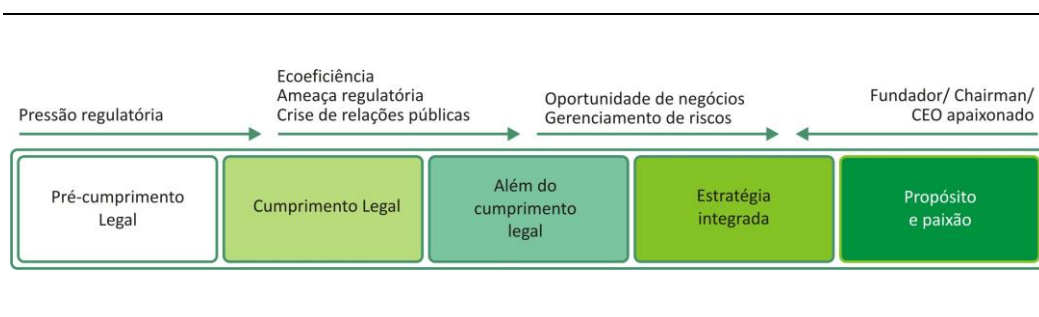 Pressão regulatória
Ecoeficiência
Ameaça regulatória
Crise de relações públicas
Oportunidade de negócios
Gerenciamento de riscos
Fundador/ Chairman/
CEO apaixonado
Pré-cumprimento
Legal
Cumprimento Legal
Além do
cumprimento
legal
Estratégia
integrada
Propósito
e paixão